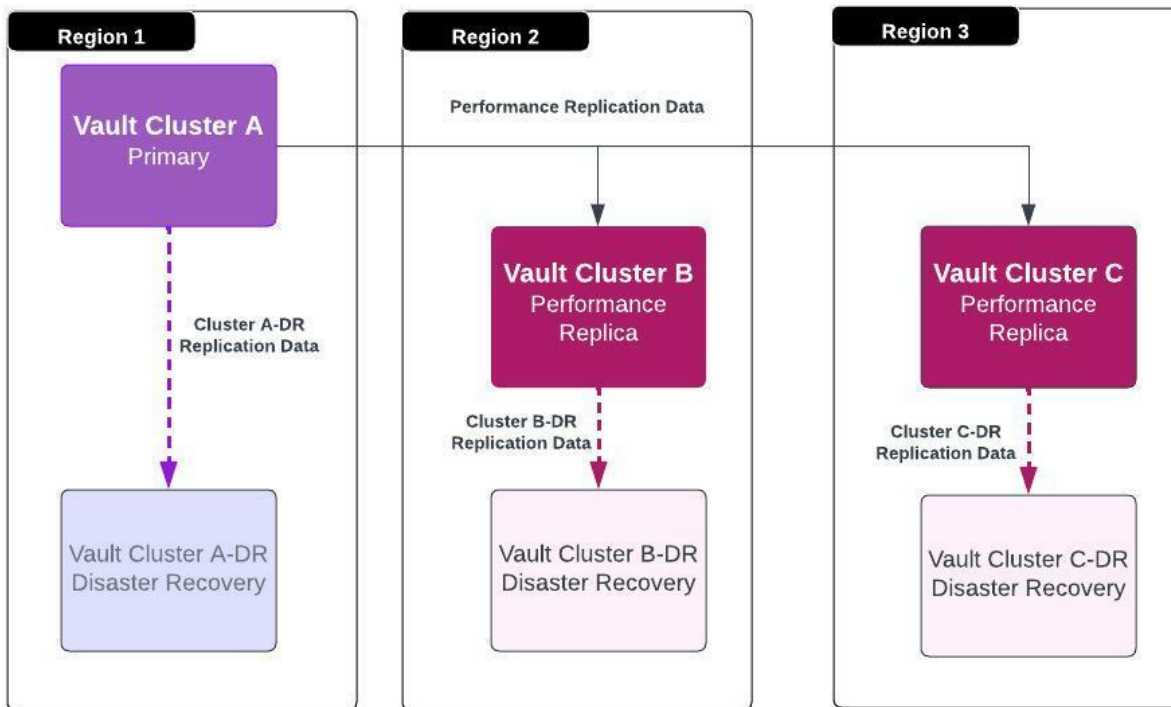 Region 1
Region 2
Region 3
Vault Cluster A
Primary
Performance Replication Data
Vault Cluster B
Performance
Replica
Vault Cluster C
Performance
Replica
Cluster A-DR
Replication Data
Cluster B-DR
Replication Data
Cluster C-DR
Replication Data
Vault Cluster A-DR
Disaster Recovery
Vault Cluster B-DR
Disaster Recovery
Vault Cluster C-DR
Disaster Recovery